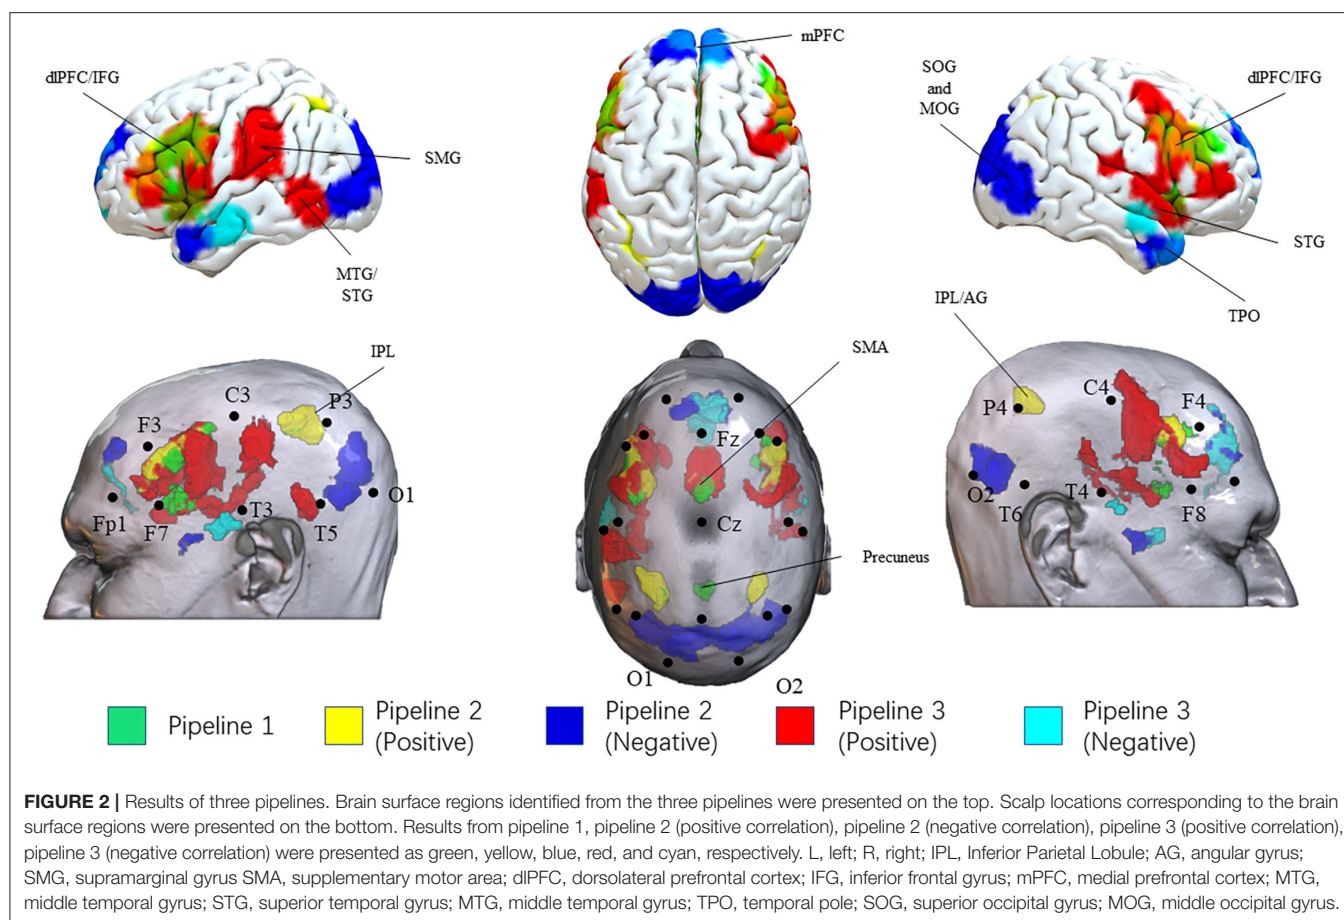 mPFC
dlPFC/IFG
SMG
MTG/
STG
SOG
and
MOG
dlPFC/IFG
STG
TPO
IPL
C3
P3
F3
O1
Fp1
F7
T3
T5
SMA
Fz
Cz
Precuneus
O1
O2
IPL/AG
P4
C4
F4
O2
T6
T4
F8
Pipeline 1
Pipeline 2
(Positive)
Pipeline 2
(Negative)
Pipeline 3
(Positive)
Pipeline 3
(Negative)
FIGURE 2 | Results of three pipelines. Brain surface regions identified from the three pipelines were presented on the top. Scalp locations corresponding to the brain
surface regions were presented on the bottom. Results from pipeline 1, pipeline 2 (positive correlation), pipeline 2 (negative correlation), pipeline 3 (positive correlation),
pipeline 3 (negative correlation) were presented as green, yellow, blue, red, and cyan, respectively. L, left; R, right; IPL, Inferior Parietal Lobule; AG, angular gyrus;
SMG, supramarginal gyrus SMA, supplementary motor area; dlPFC, dorsolateral prefrontal cortex; IFG, inferior frontal gyrus; mPFC, medial prefrontal cortex; MTG,
middle temporal gyrus; STG, superior temporal gyrus; MTG, middle temporal gyrus; TPO, temporal pole; SOG, superior occipital gyrus; MOG, middle occipital gyrus.